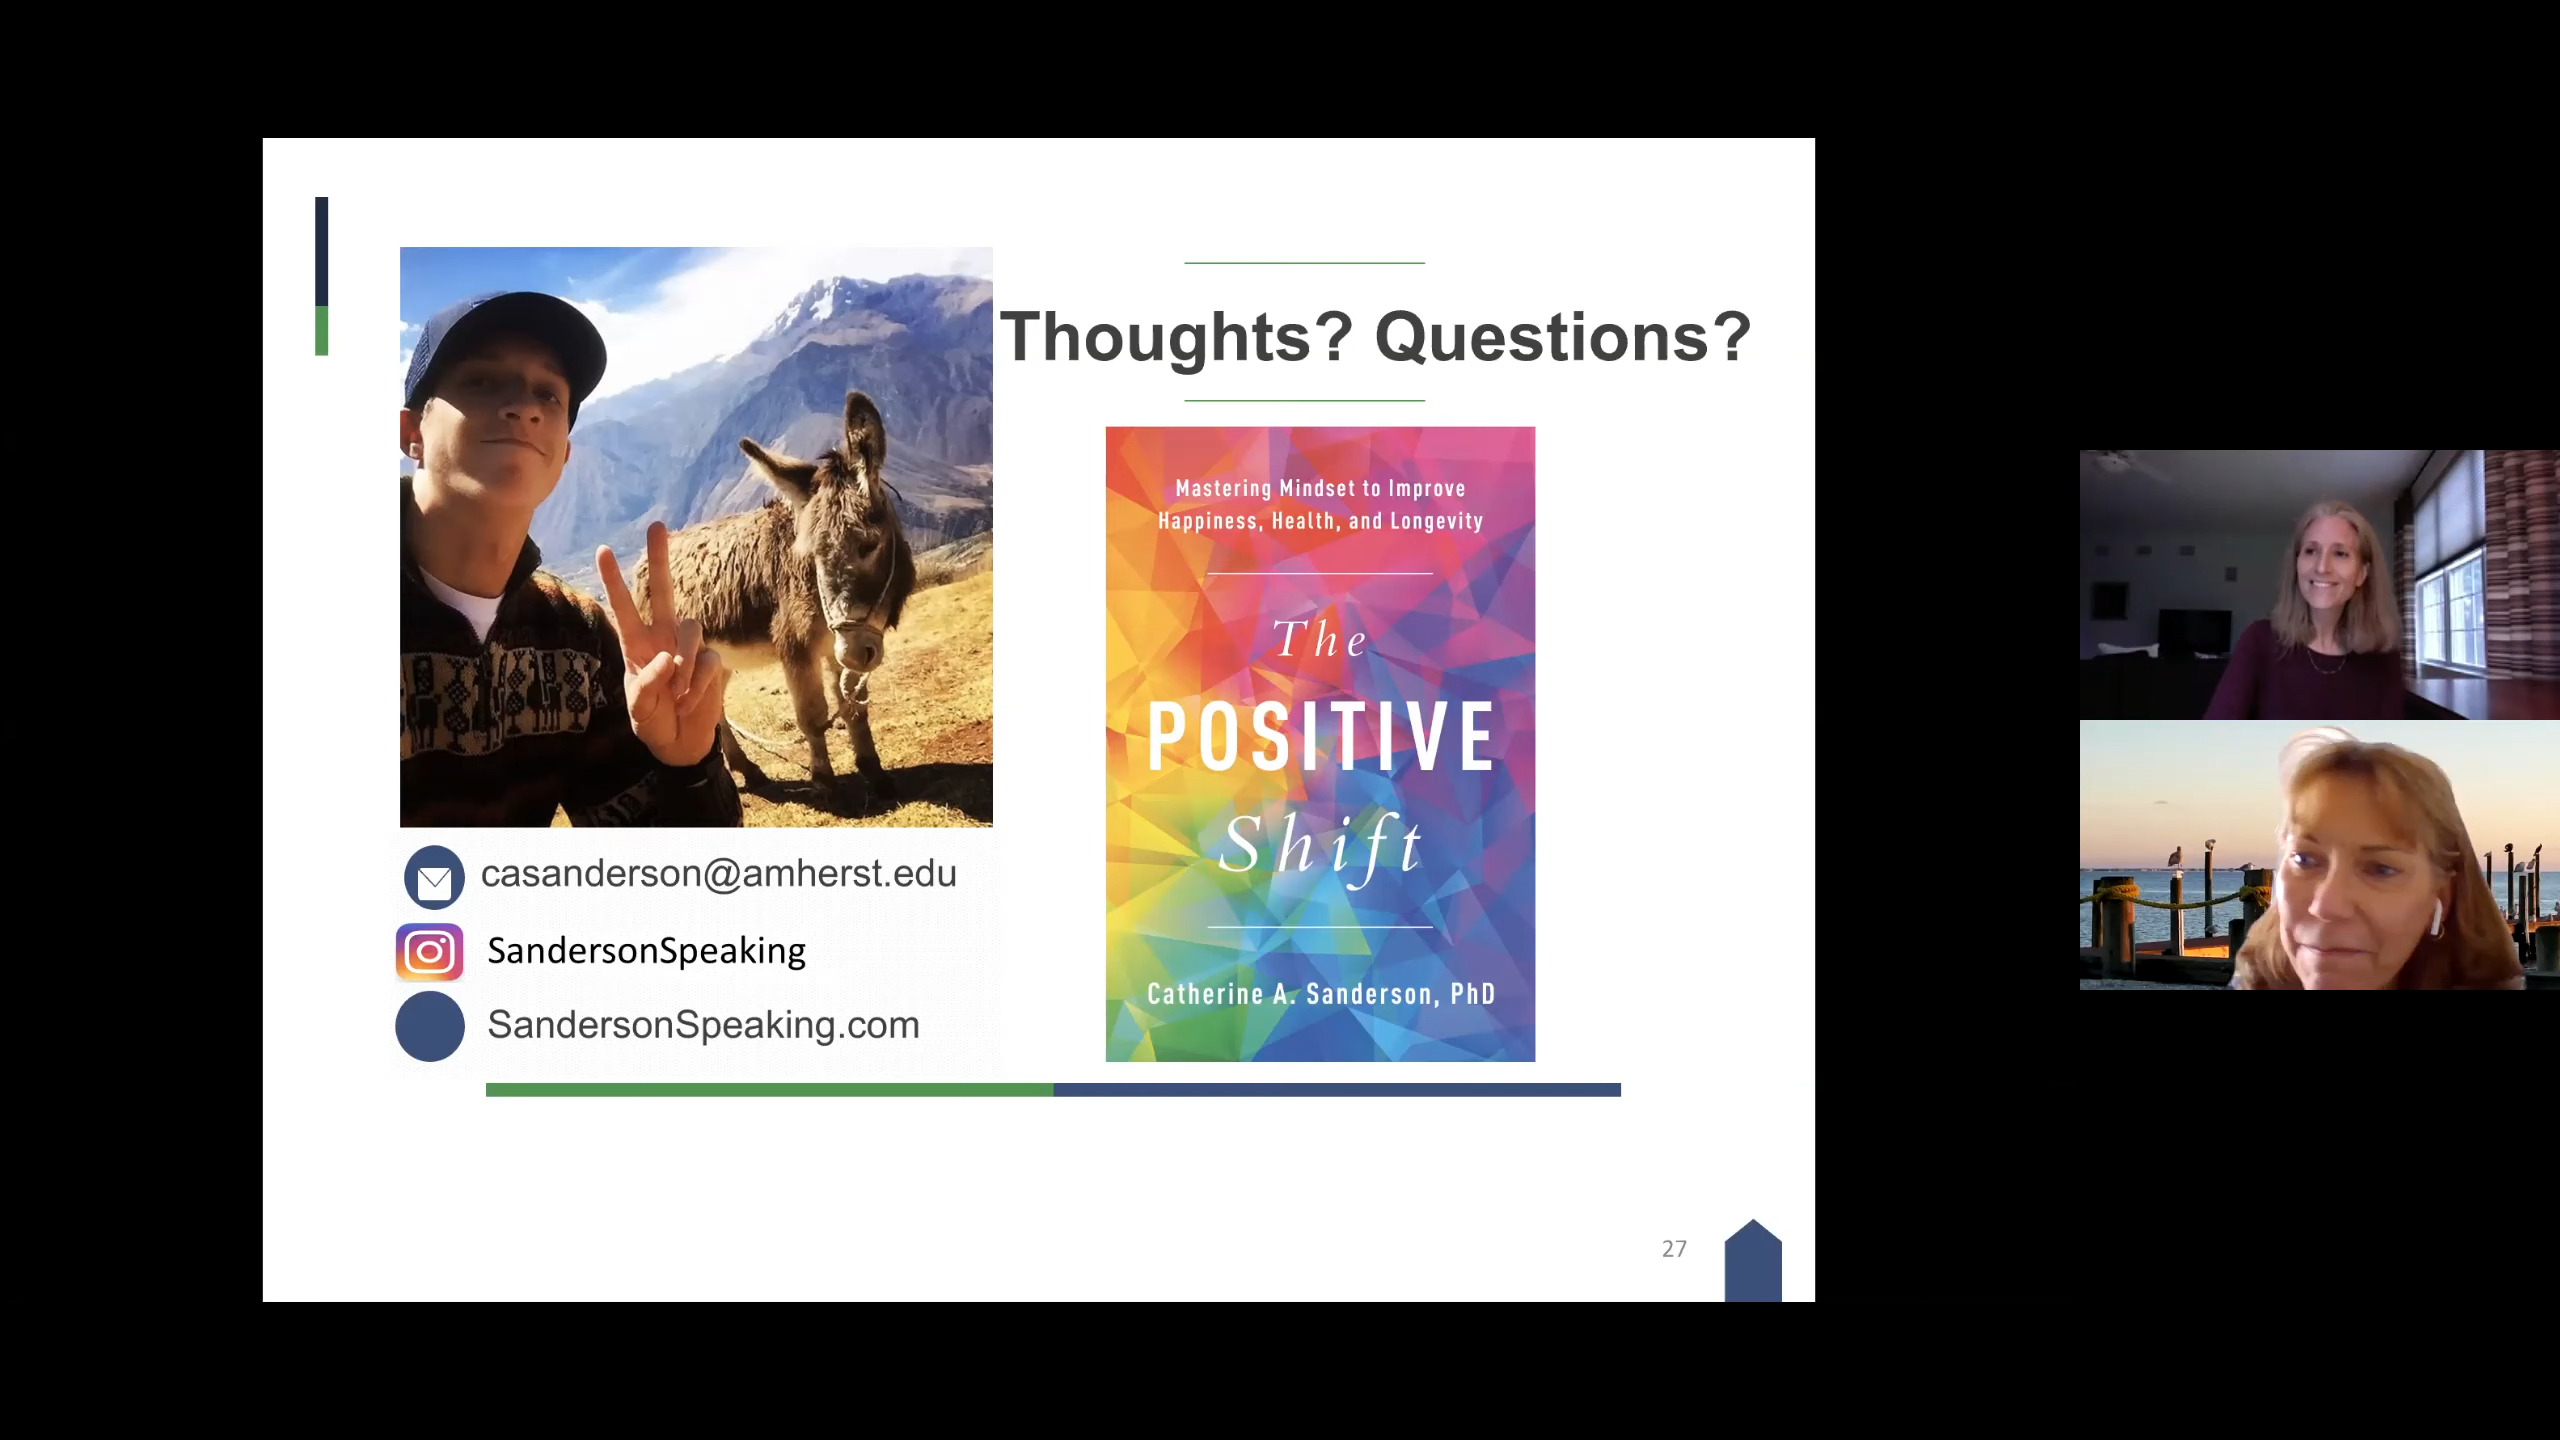 Thoughts? Questions?
Mastering Mindset to Improve
Happiness, Health, and Longevity
The
POSITIVE
Shift
Catherine A. Sanderson, PhD
casanderson@amherst.edu
SandersonSpeaking
SandersonSpeaking.com
27